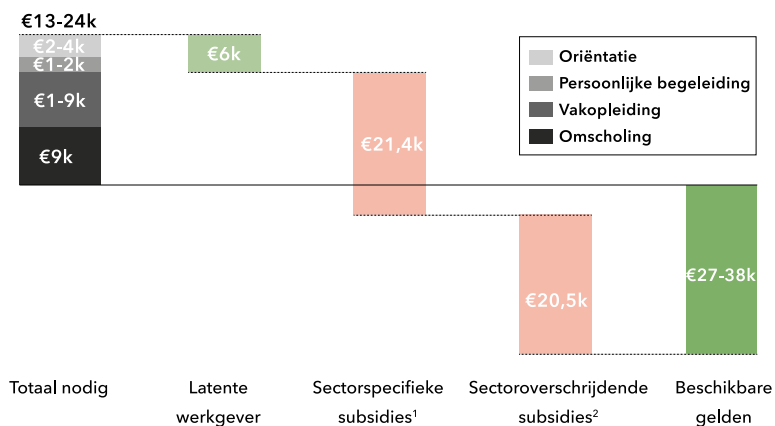 €13-24k
€2-4k
€1-2k
€1-9k
€9k
€6k
€21,4k
€20,5k
€27-38k
Oriëntatie
Persoonlijke begeleiding
Vakopleiding
Omscholing
Totaal nodig
Latente
werkgever
Sectorspecifieke
subsidies¹
Sectoroverschrijdende
subsidies²
Beschikbare
gelden